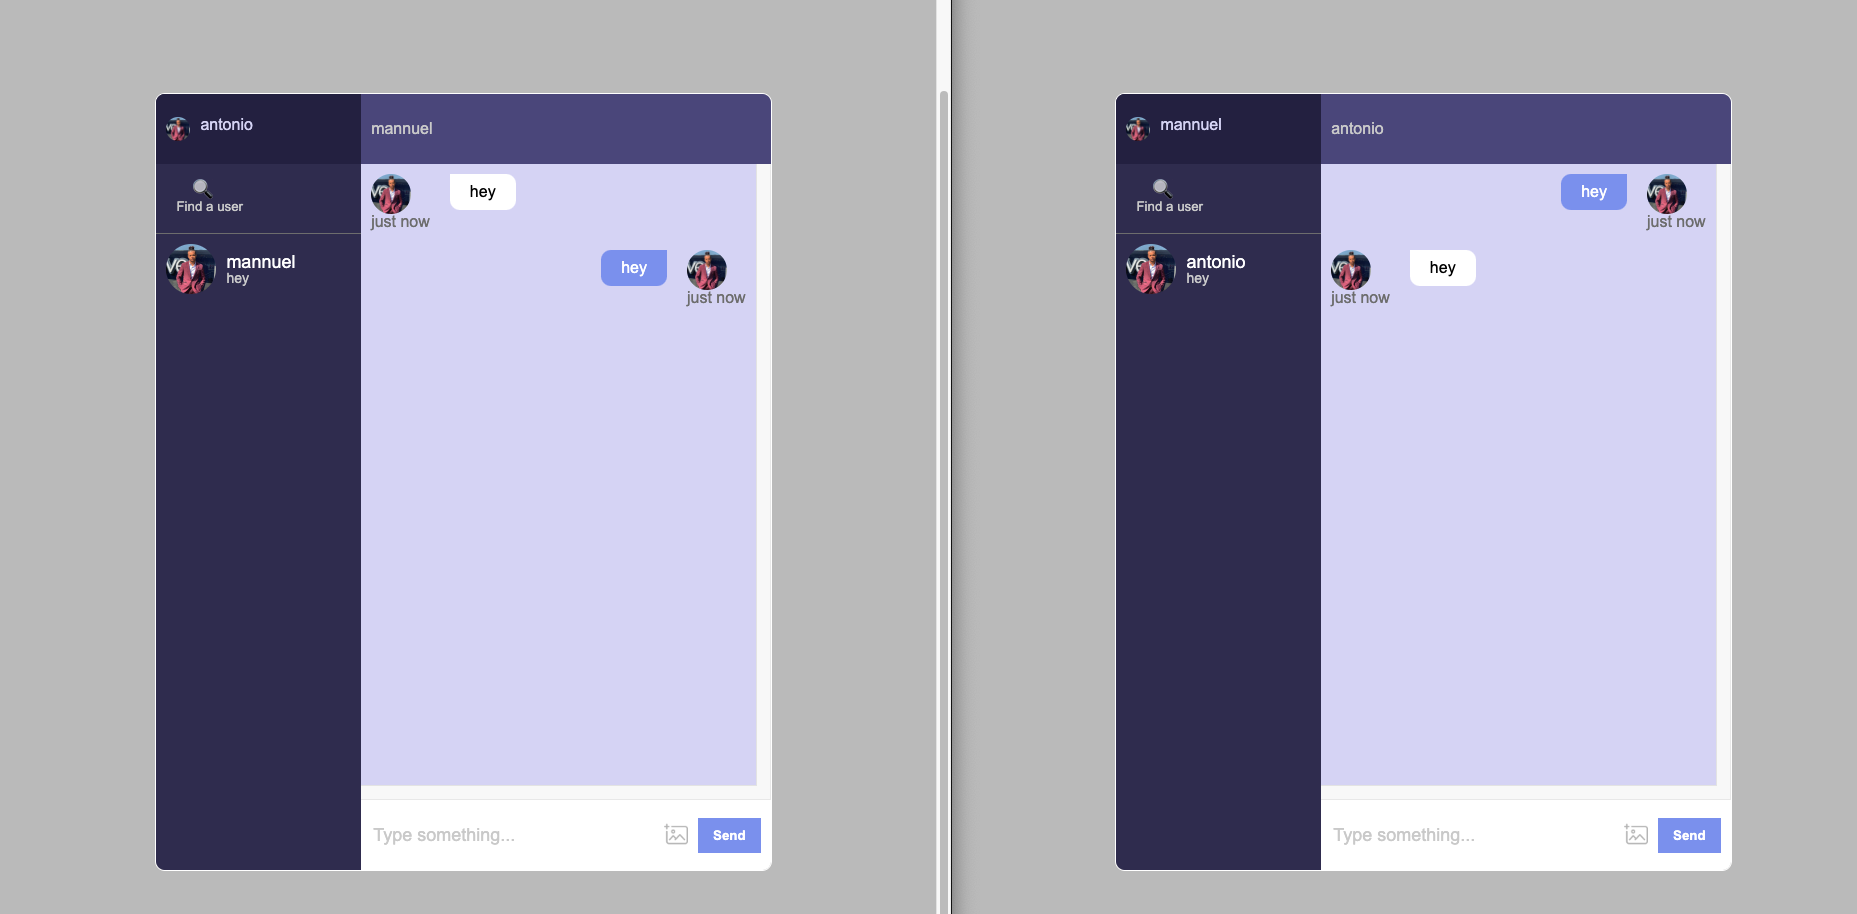 antonio
mannuel
Find a user
mannuel
hey
hey
just now
hey
just now
Type something...
Send
mannuel
antonio
Find a user
antonio
hey
hey
just now
hey
just now
Type something...
Send